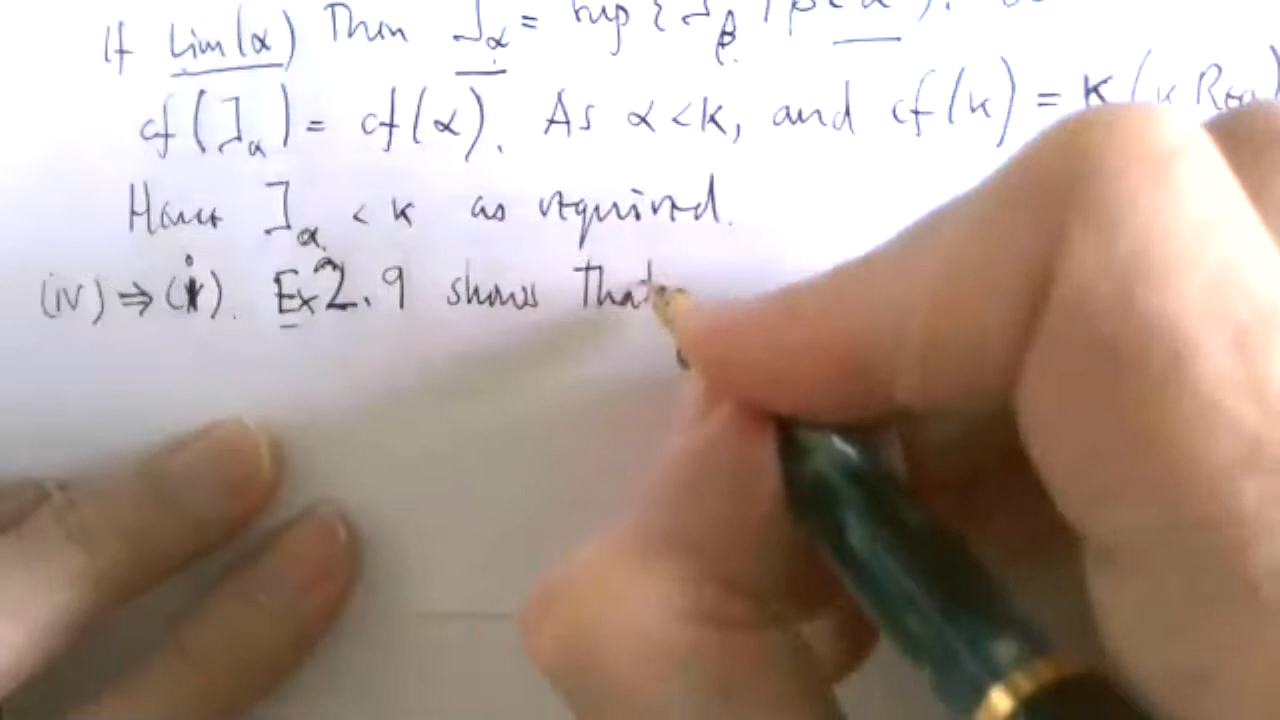 If Lim(α) Then ℶ_α = sup{ℶ_β | β < α}.
cf(ℶ_α) = cf(α). As α<κ, and cf(κ) = κ (κ Reg
Hence ℶ_α < κ as required.
(iv) ⇒ (i). Ex 2.9 shows That